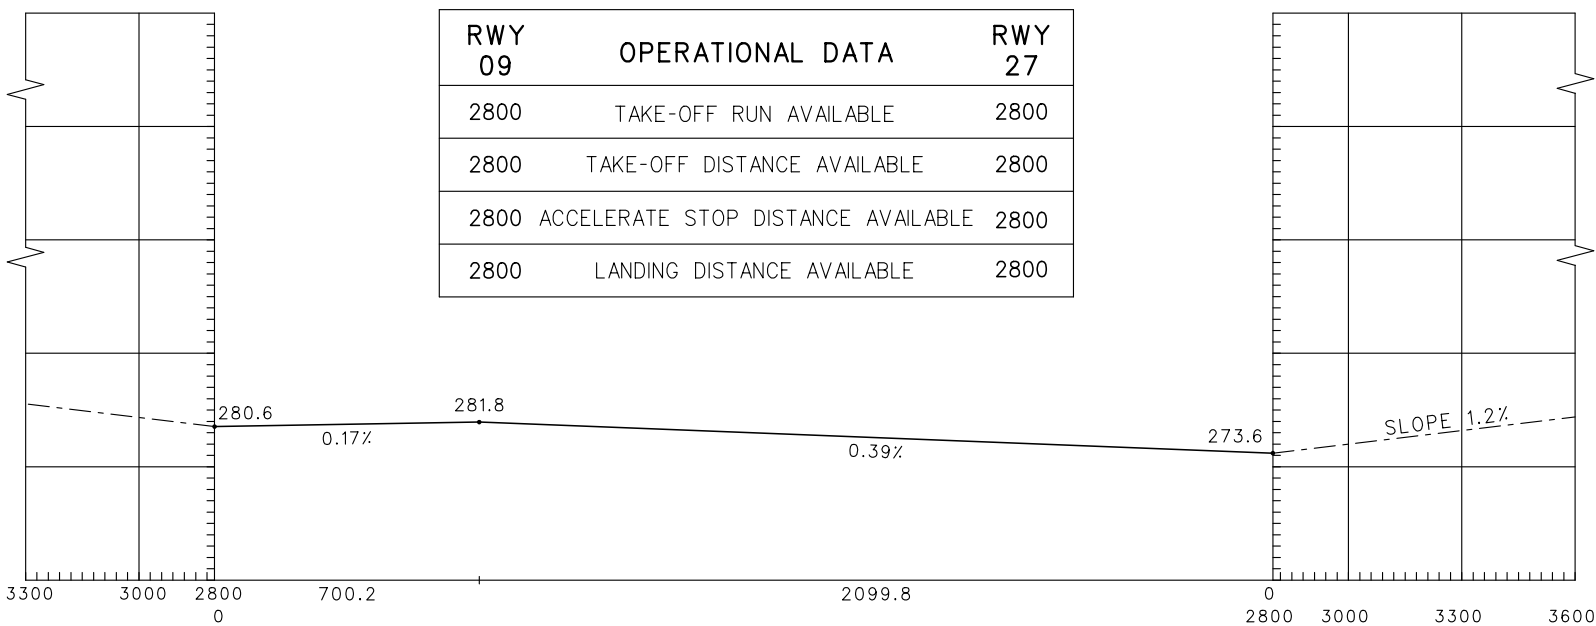 RWY 09 OPERATIONAL DATA RWY 27
2800 TAKE-OFF RUN AVAILABLE 2800
2800 TAKE-OFF DISTANCE AVAILABLE 2800
2800 ACCELERATE STOP DISTANCE AVAILABLE 2800
2800 LANDING DISTANCE AVAILABLE 2800
280.6 281.8 273.6 SLOPE 1.2%
0.17% 0.39%
3300 3000 2800 700.2 2099.8 0
0 2800 3000 3300 3600